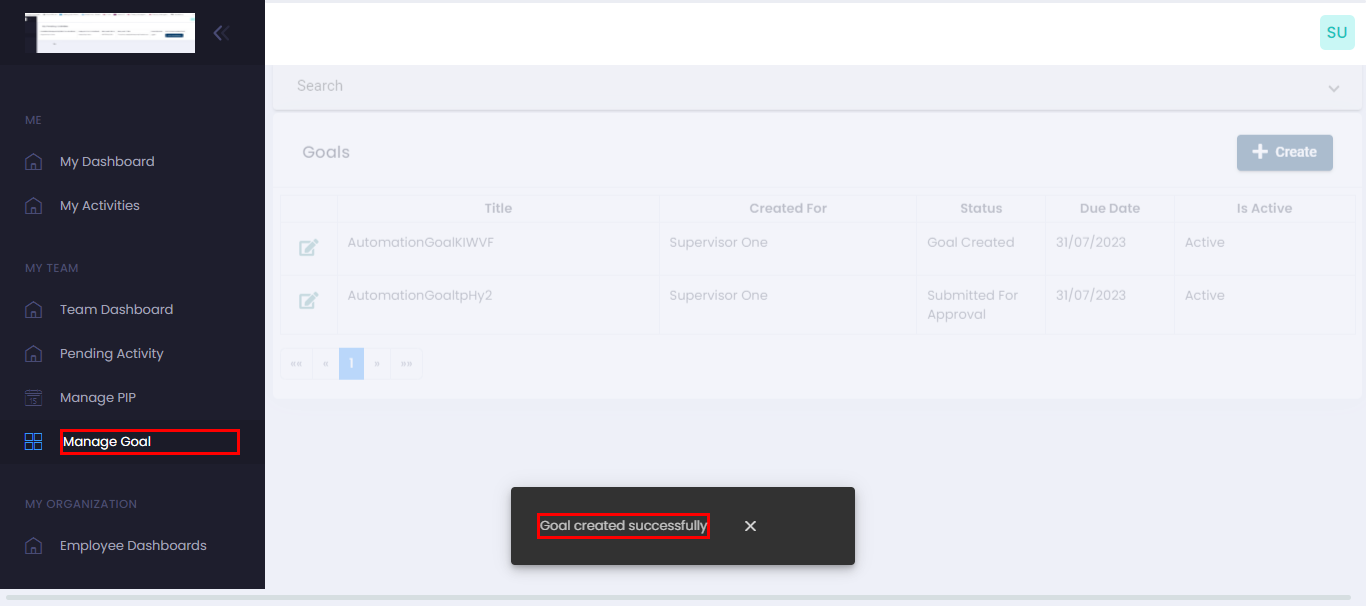 SU
ME
My Dashboard
My Activities
MY TEAM
Team Dashboard
Pending Activity
Manage PIP
15
Manage Goal
MY ORGANIZATION
Employee Dashboards
Search
Goals
Create
Title Created For Status Due Date Is Active
AutomationGoalKIWVF Supervisor One Goal Created 31/07/2023 Active
AutomationGoaltpHy2 Supervisor One Submitted For Approval 31/07/2023 Active
«« « 1 » »»
Goal created successfully ✕